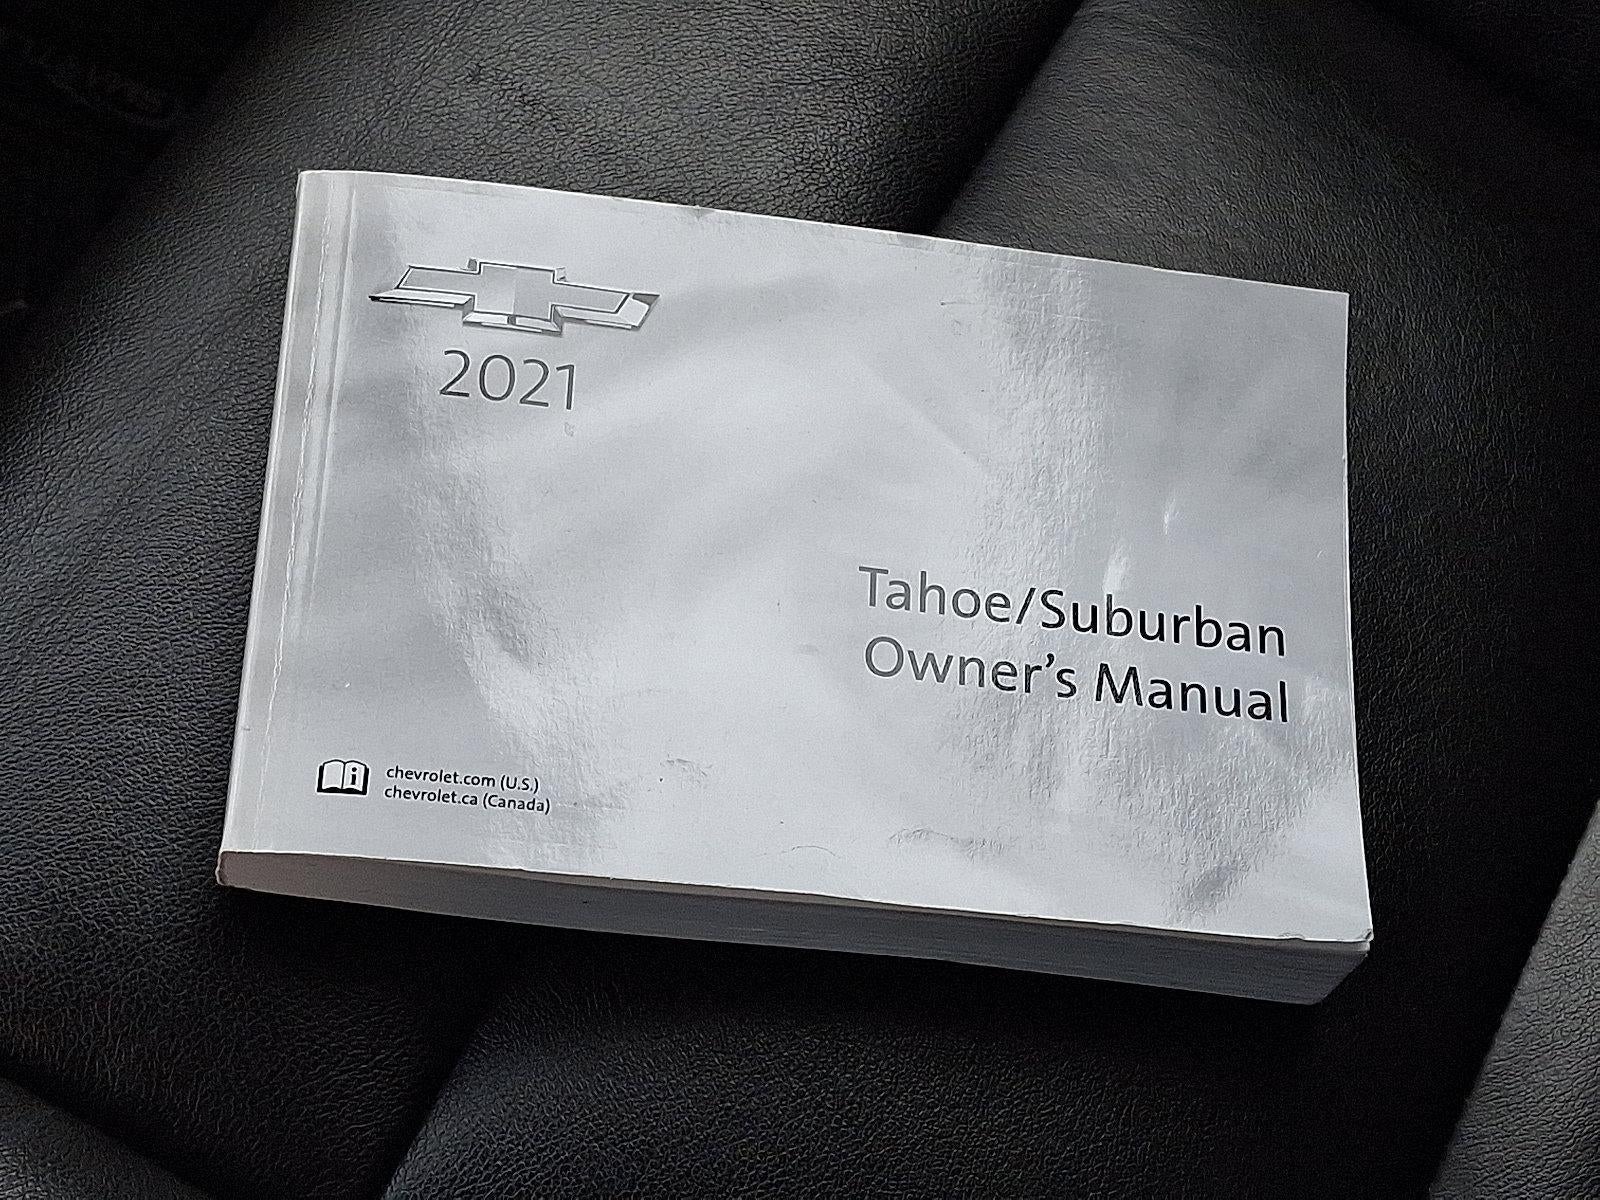 2021
Tahoe/Suburban
Owner's Manual
chevrolet.com (U.S.)
chevrolet.ca (Canada)